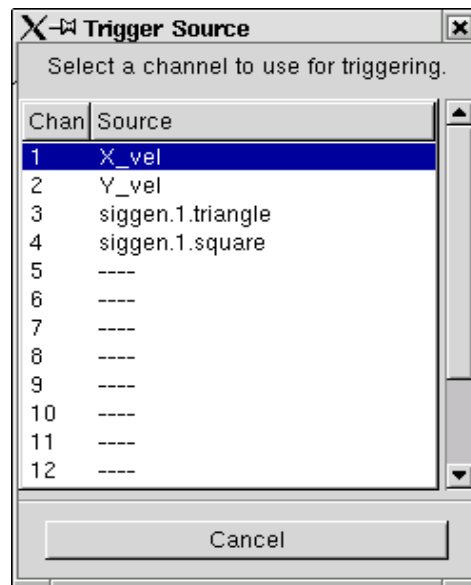 Trigger Source
Select a channel to use for triggering.
Chan Source
1 X_vel
2 Y_vel
3 siggen.1.triangle
4 siggen.1.square
5 ----
6 ----
7 ----
8 ----
9 ----
10 ----
11 ----
12 ----
Cancel